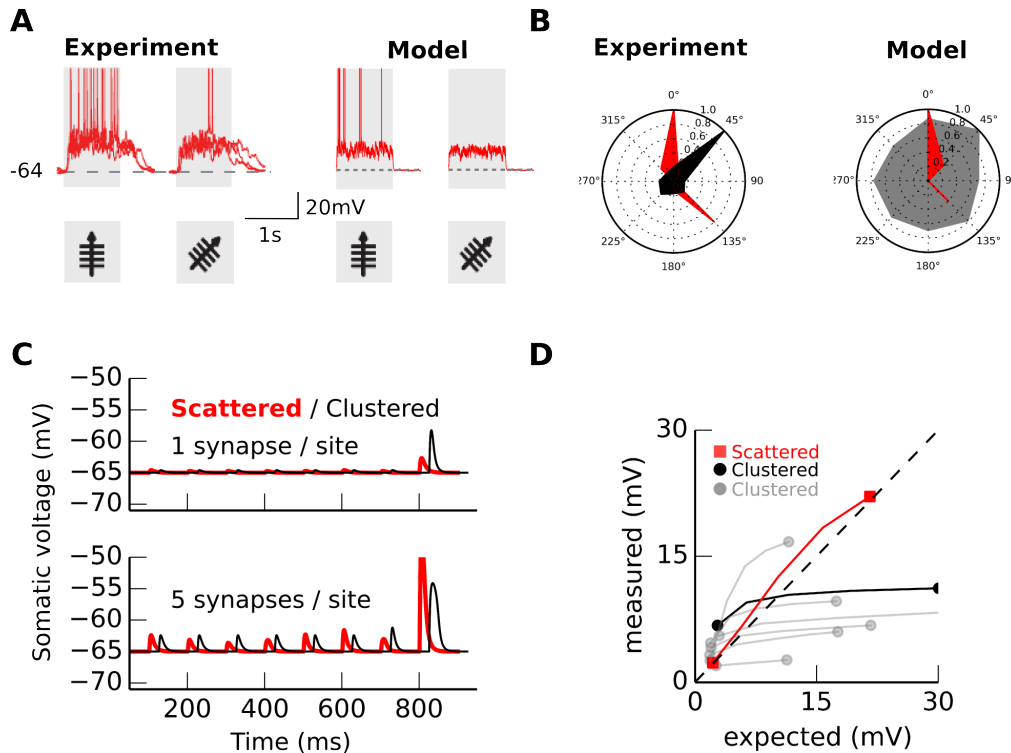 A
Experiment
Model
-64
20mV
1s
B
Experiment
Model
0°
45°
90
135°
180°
225°
270°
315°
1.0
0.8
0.6
0.4
0.2
0°
45°
9
135°
180°
225°
270°
315°
1.0
0.8
0.6
0.4
0.2
C
Somatic voltage (mV)
−50
−55
−60
−65
−70
Scattered / Clustered
1 synapse / site
−50
−55
−60
−65
−70
5 synapses / site
200
400
600
800
Time (ms)
D
measured (mV)
30
15
0
Scattered
Clustered
Clustered
0
15
30
expected (mV)